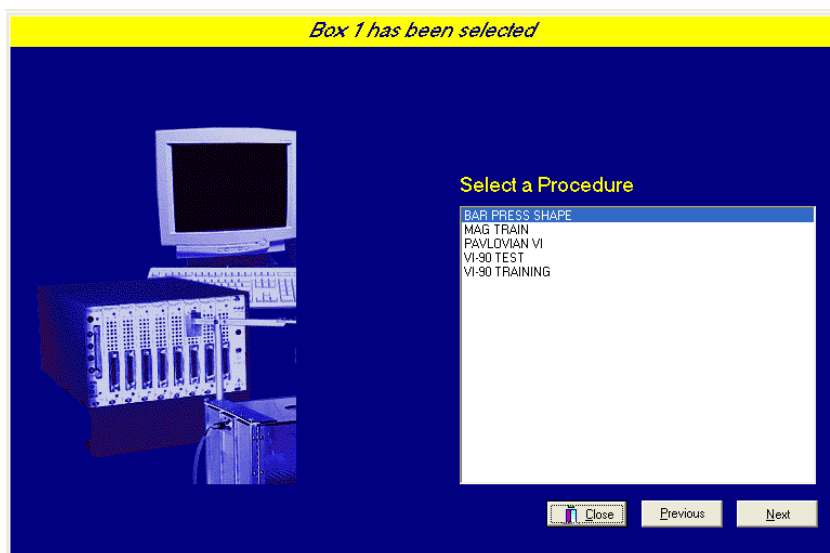 Box 1 has been selected
Select a Procedure
BAR PRESS SHAPE
MAG TRAIN
PAVLOVIAN VI
VI-90 TEST
VI-90 TRAINING
Close
Previous
Next